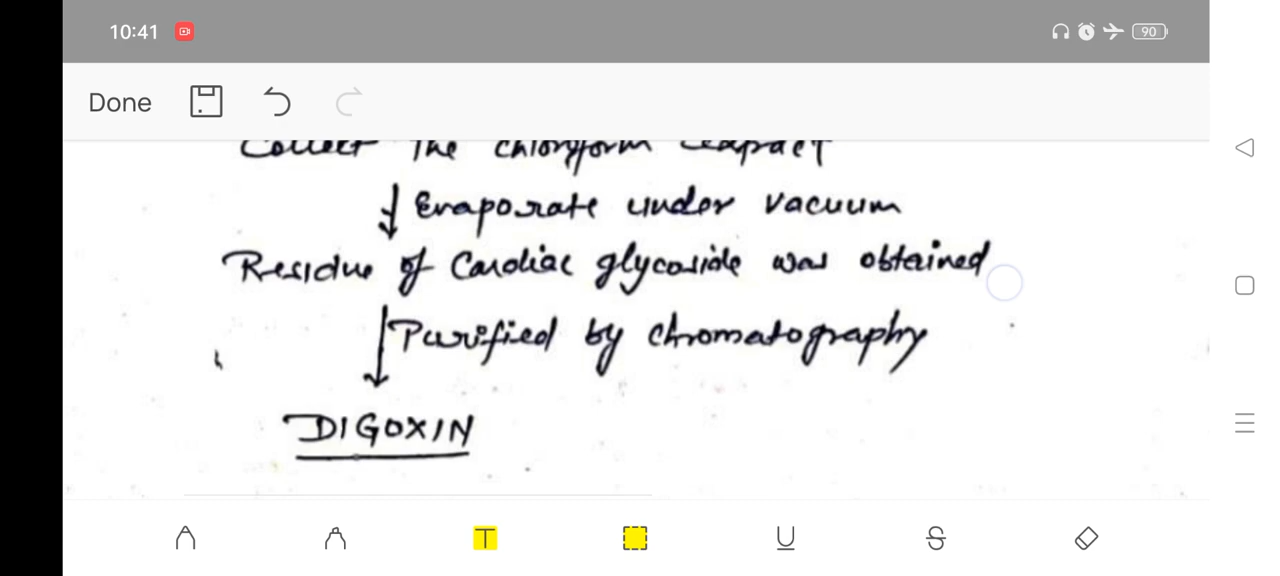 10:41
90
Done
Collect The chloroform extract
Evaporate under vacuum
Residue of Cardiac glycoside was obtained
Purified by chromatography
DIGOXIN
T
U
S